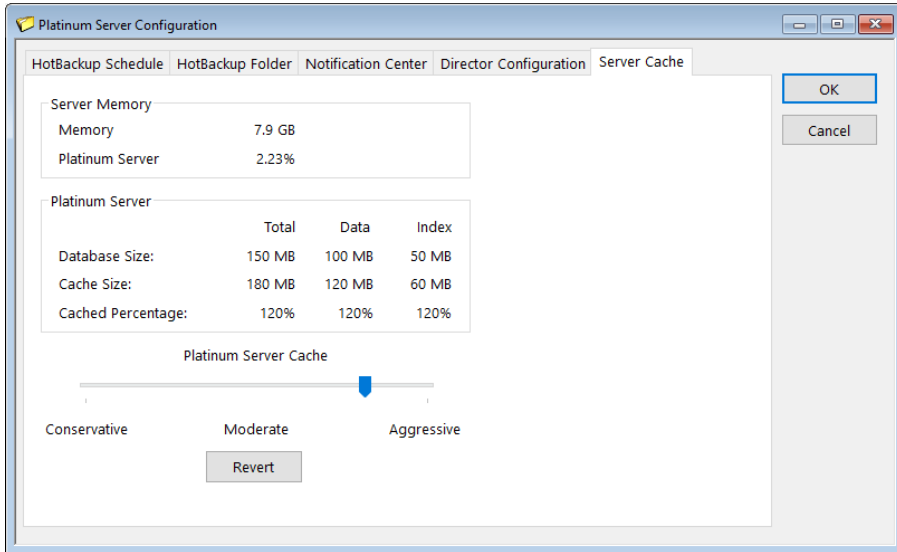 Platinum Server Configuration
HotBackup Schedule HotBackup Folder Notification Center Director Configuration Server Cache
OK
Cancel
Server Memory
Memory 7.9 GB
Platinum Server 2.23%
Platinum Server
Total Data Index
Database Size: 150 MB 100 MB 50 MB
Cache Size: 180 MB 120 MB 60 MB
Cached Percentage: 120% 120% 120%
Platinum Server Cache
Conservative Moderate Aggressive
Revert